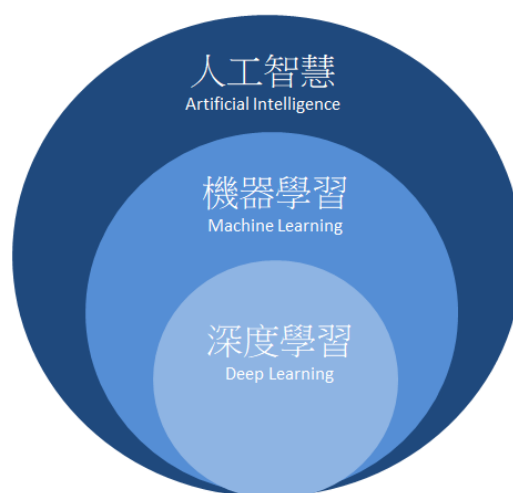 人工智慧
Artificial Intelligence
機器學習
Machine Learning
深度學習
Deep Learning